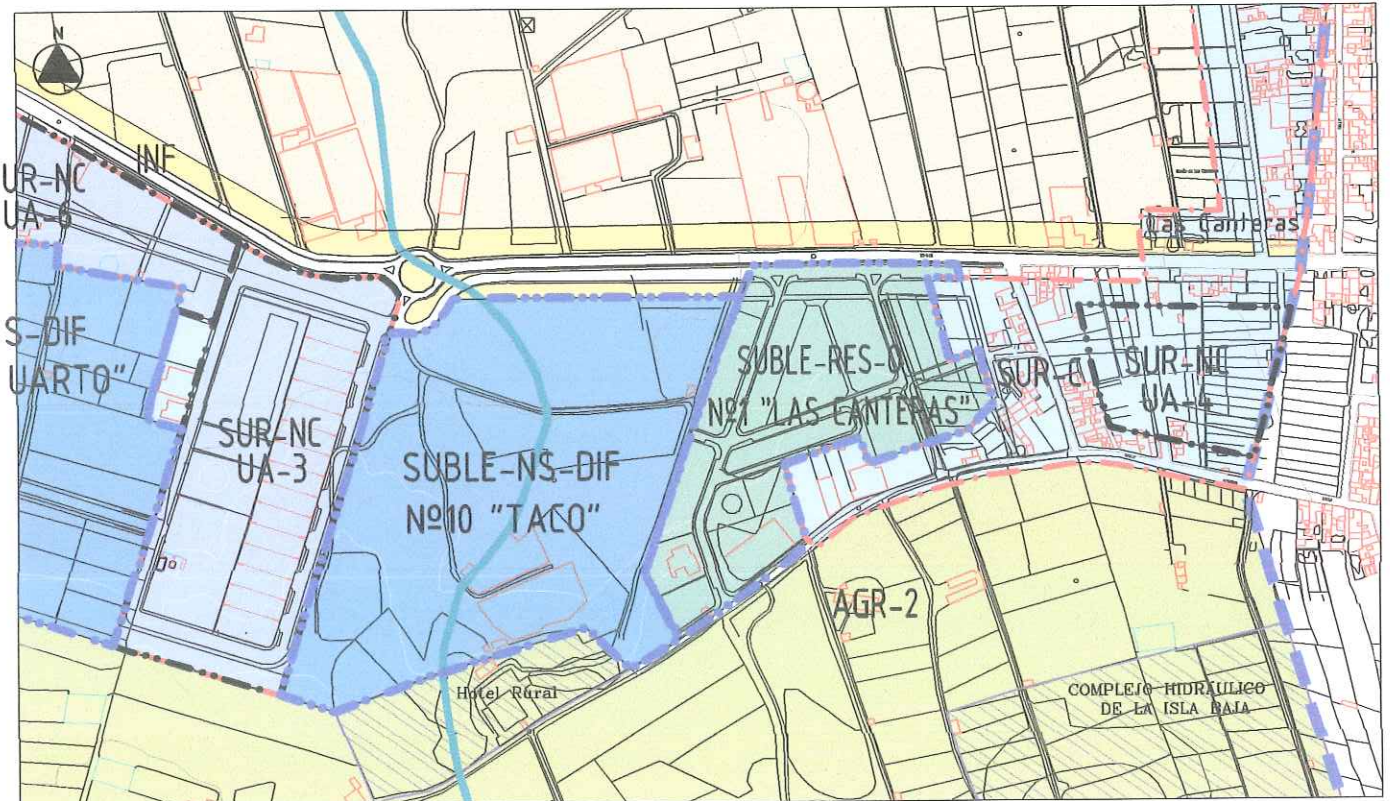 N
INF
UR-NC
UA-6
S-DIF
UARTO"
SUR-NC
UA-3
SUBLE-NS-DIF
Nº10 "TACO"
SUBLE-RES-O
Nº1 "LAS CANTERAS"
SUR-C
SUR-NC
UA-4
Las Canteras
AGR-2
Hotel Rural
COMPLEJO HIDRÁULICO
DE LA ISLA BAJA